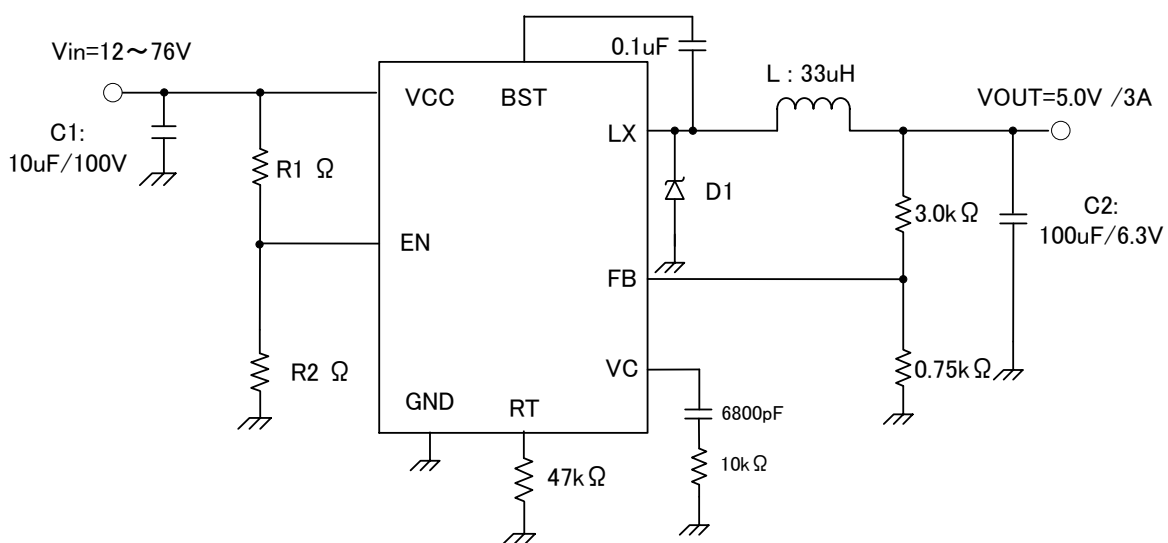 Vin=12～76V
C1:
10uF/100V
R1 Ω
R2 Ω
VCC
BST
EN
GND
RT
LX
FB
VC
0.1uF
L : 33uH
VOUT=5.0V /3A
D1
3.0kΩ
C2:
100uF/6.3V
0.75kΩ
6800pF
10kΩ
47kΩ